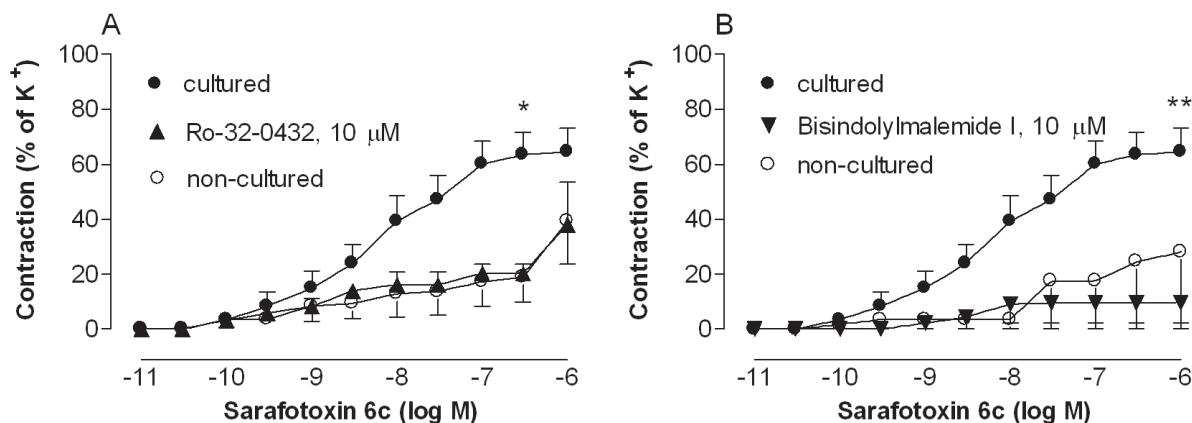 A
100
80
60
40
20
0
Contraction (% of K+)
cultured
Ro-32-0432, 10 μM
non-cultured
*
-11 -10 -9 -8 -7 -6
Sarafotoxin 6c (log M)
B
100
80
60
40
20
0
Contraction (% of K+)
cultured
Bisindolylmalemide I, 10 μM
non-cultured
**
-11 -10 -9 -8 -7 -6
Sarafotoxin 6c (log M)